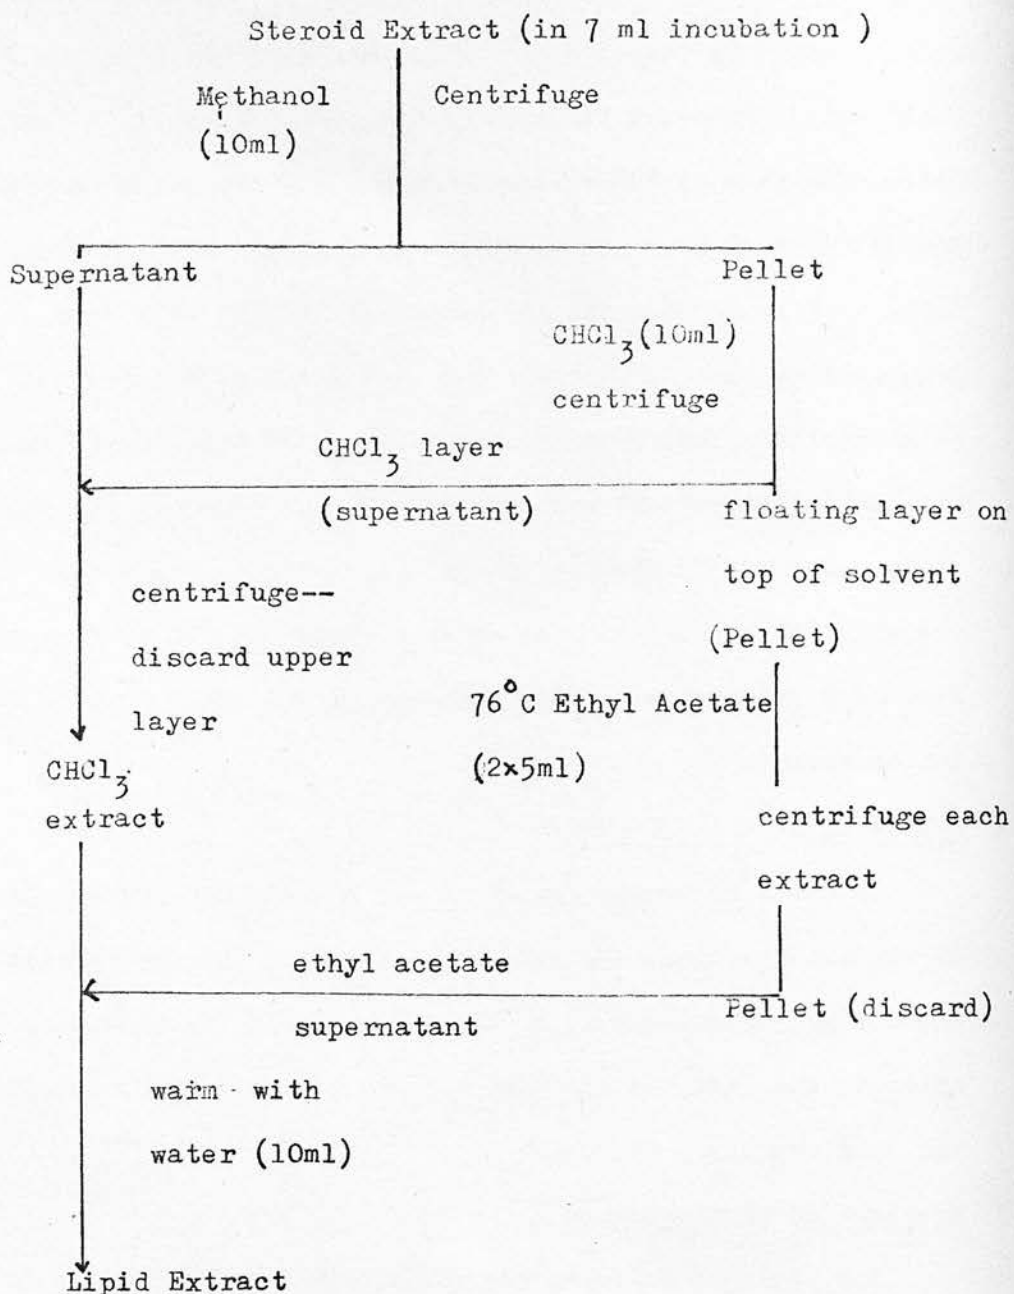 Steroid Extract (in 7 ml incubation )
Methanol
(10ml)
Centrifuge
Supernatant
Pellet
CHCl3(10ml)
centrifuge
CHCl3 layer
(supernatant)
floating layer on
top of solvent
(Pellet)
centrifuge--
discard upper
layer
76°C Ethyl Acetate
(2x5ml)
CHCl3
extract
centrifuge each
extract
ethyl acetate
supernatant
Pellet (discard)
warm with
water (10ml)
Lipid Extract